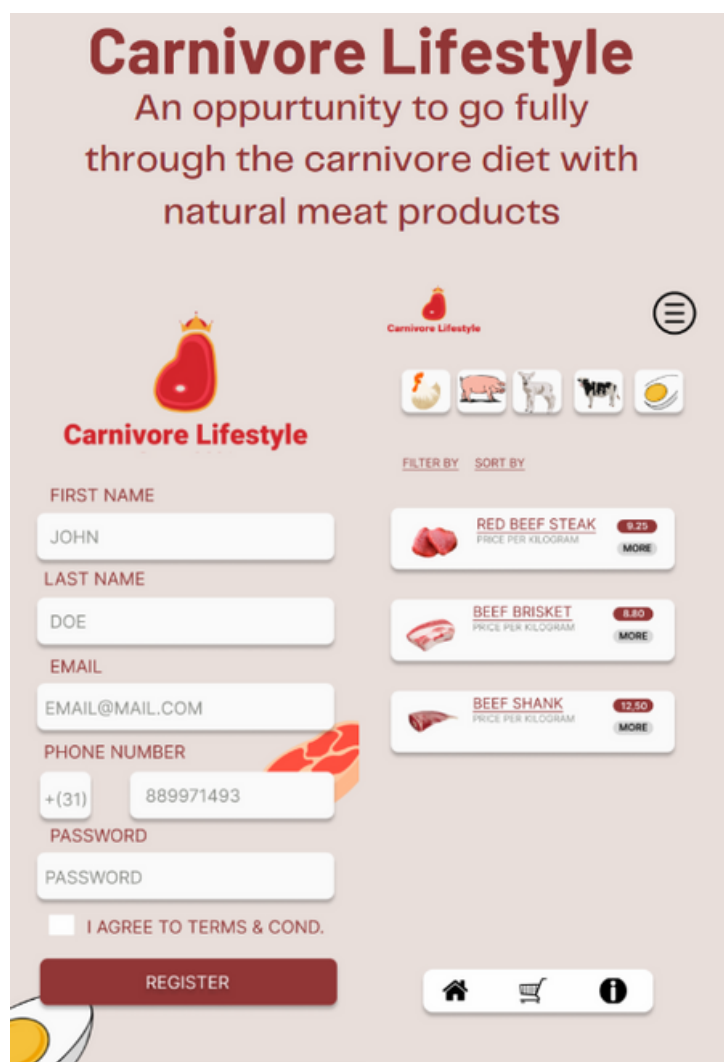 Carnivore Lifestyle
An oppurtunity to go fully
through the carnivore diet with
natural meat products
Carnivore Lifestyle
FIRST NAME
JOHN
LAST NAME
DOE
EMAIL
EMAIL@MAIL.COM
PHONE NUMBER
+(31)
889971493
PASSWORD
PASSWORD
I AGREE TO TERMS & COND.
REGISTER
Carnivore Lifestyle
FILTER BY
SORT BY
RED BEEF STEAK
9.25
PRICE PER KILOGRAM
MORE
BEEF BRISKET
8.80
PRICE PER KILOGRAM
MORE
BEEF SHANK
12,50
PRICE PER KILOGRAM
MORE